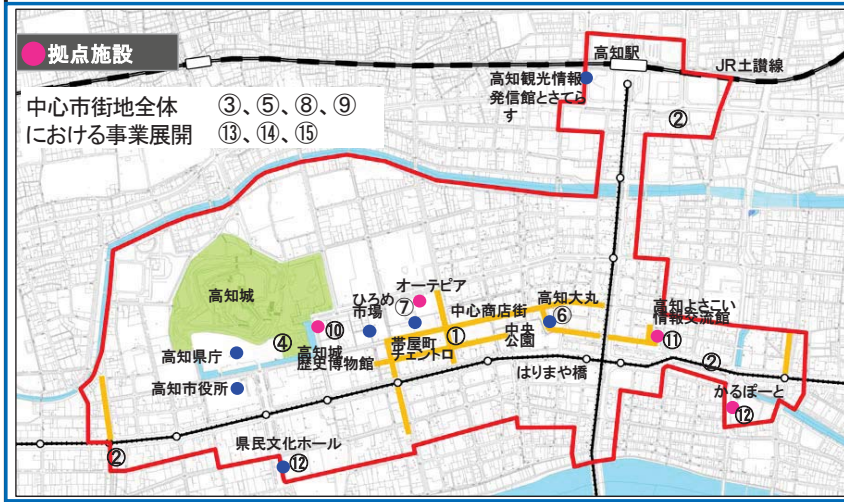 拠点施設
中心市街地全体 ③、⑤、⑧、⑨
における事業展開 ⑬、⑭、⑮
高知駅
JR土讃線
高知観光情報
発信館とさてら
す
②
高知城
オーテピア
ひろめ
市場
⑦
中心商店街
高知大丸
⑥
高知よさこい
情報交流館
⑪
④
⑩
高知城
歴史博物館
帯屋町
チェントロ
①
中央
公園
はりまや橋
②
高知県庁
高知市役所
かるぽーと
⑫
県民文化ホール
⑫
②